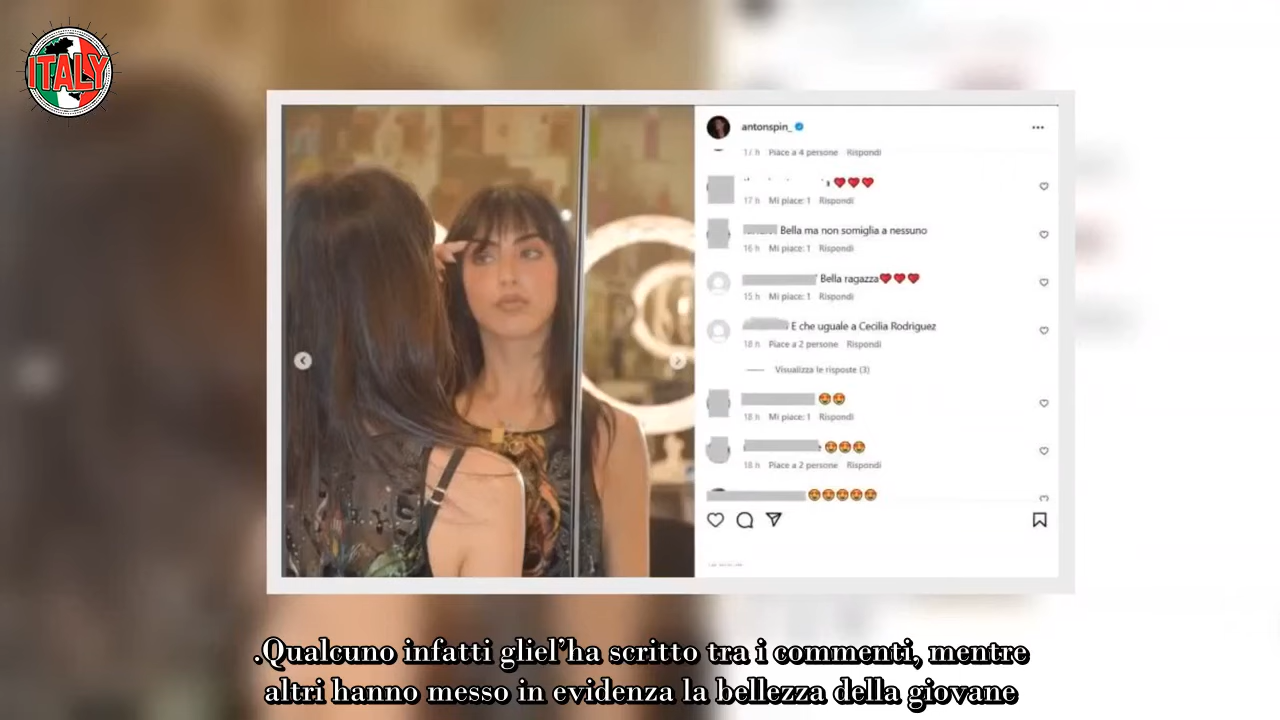 ITALY
antonspin_
17 h Piace a 4 persone Rispondi
17 h Mi piace: 1 Rispondi
Bella ma non somiglia a nessuno
16 h Mi piace: 1 Rispondi
Bella ragazza❤❤❤
15 h Mi piace: 1 Rispondi
E che uguale a Cecilia Rodriguez
18 h Piace a 2 persone Rispondi
Visualizza le risposte (3)
18 h Mi piace: 1 Rispondi
18 h Piace a 2 persone Rispondi
.Qualcuno infatti gliel'ha scritto tra i commenti, mentre
altri hanno messo in evidenza la bellezza della giovane